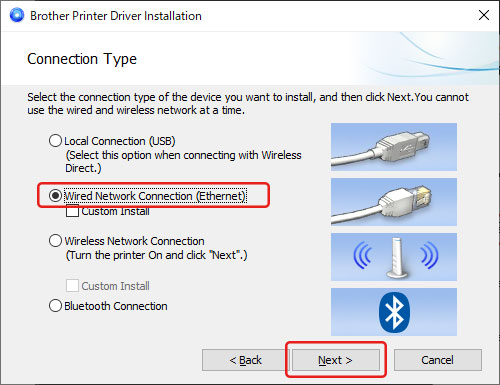 Brother Printer Driver Installation
Connection Type
Select the connection type of the device you want to install, and then click Next.You cannot
use the wired and wireless network at a time.
Local Connection (USB)
(Select this option when connecting with Wireless
Direct.)
Wired Network Connection (Ethernet)
Custom Install
Wireless Network Connection
(Turn the printer On and click "Next".)
Custom Install
Bluetooth Connection
< Back
Next >
Cancel